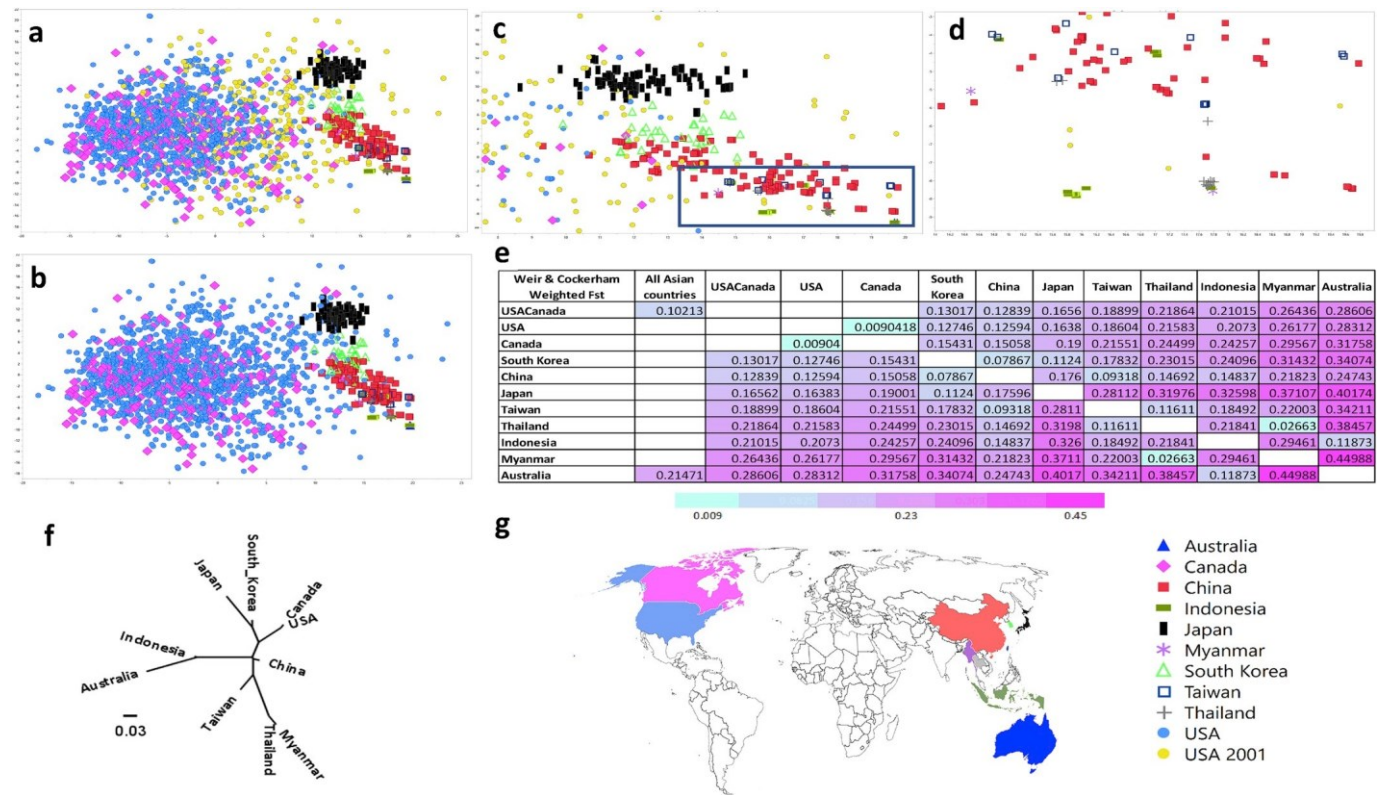 a
b
c
d
e
Weir & Cockerham Weighted Fst All Asian countries USACanada USA Canada South Korea China Japan Taiwan Thailand Indonesia Myanmar Australia
USACanada 0.10213 0.13017 0.12839 0.1656 0.18899 0.21864 0.21015 0.26436 0.28606
USA 0.0090418 0.12746 0.12594 0.1638 0.18604 0.21583 0.2073 0.26177 0.28312
Canada 0.00904 0.15431 0.15058 0.19 0.21551 0.24499 0.24257 0.29567 0.31758
South Korea 0.13017 0.12746 0.15431 0.07867 0.1124 0.17832 0.23015 0.24096 0.31432 0.34074
China 0.12839 0.12594 0.15058 0.07867 0.176 0.09318 0.14692 0.14837 0.21823 0.24743
Japan 0.16562 0.16383 0.19001 0.1124 0.17596 0.28112 0.31976 0.32598 0.37107 0.40174
Taiwan 0.18899 0.18604 0.21551 0.17832 0.09318 0.2811 0.11611 0.18492 0.22003 0.34211
Thailand 0.21864 0.21583 0.24499 0.23015 0.14692 0.3198 0.11611 0.21841 0.02663 0.38457
Indonesia 0.21015 0.2073 0.24257 0.24096 0.14837 0.326 0.18492 0.21841 0.29461 0.11873
Myanmar 0.26436 0.26177 0.29567 0.31432 0.21823 0.3711 0.22003 0.02663 0.29461 0.44988
Australia 0.21471 0.28606 0.28312 0.31758 0.34074 0.24743 0.4017 0.34211 0.38457 0.11873 0.44988
0.009 0.23 0.45
f
Japan
South_Korea
Canada
USA
Indonesia
China
Australia
Taiwan
Thailand
Myanmar
0.03
g
Australia
Canada
China
Indonesia
Japan
Myanmar
South Korea
Taiwan
Thailand
USA
USA 2001